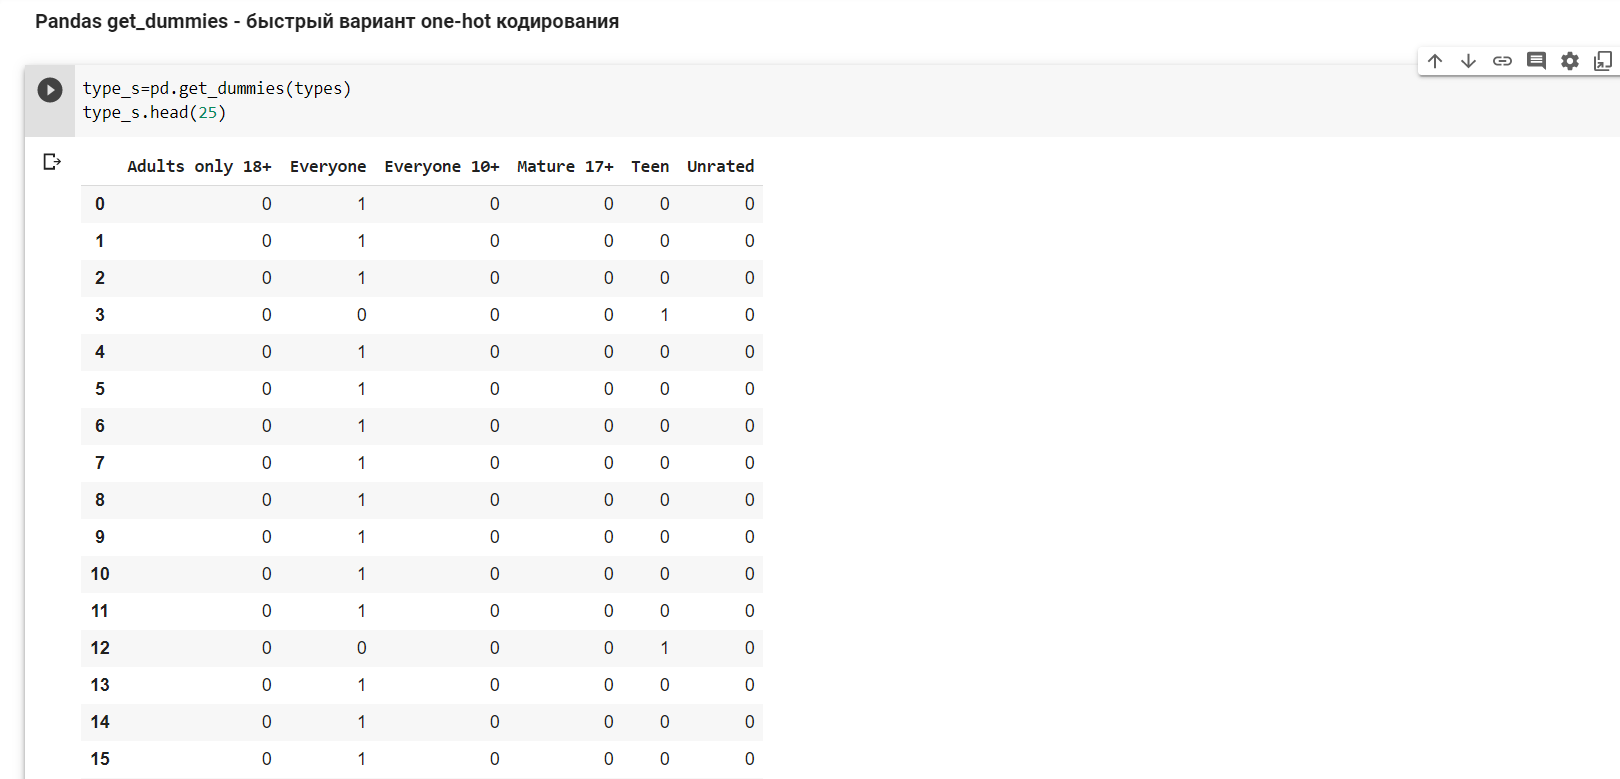 Pandas get_dummies - быстрый вариант one-hot кодирования
type_s=pd.get_dummies(types)
type_s.head(25)
Adults only 18+ Everyone Everyone 10+ Mature 17+ Teen Unrated
0 0 1 0 0 0 0
1 0 1 0 0 0 0
2 0 1 0 0 0 0
3 0 0 0 0 1 0
4 0 1 0 0 0 0
5 0 1 0 0 0 0
6 0 1 0 0 0 0
7 0 1 0 0 0 0
8 0 1 0 0 0 0
9 0 1 0 0 0 0
10 0 1 0 0 0 0
11 0 1 0 0 0 0
12 0 0 0 0 1 0
13 0 1 0 0 0 0
14 0 1 0 0 0 0
15 0 1 0 0 0 0